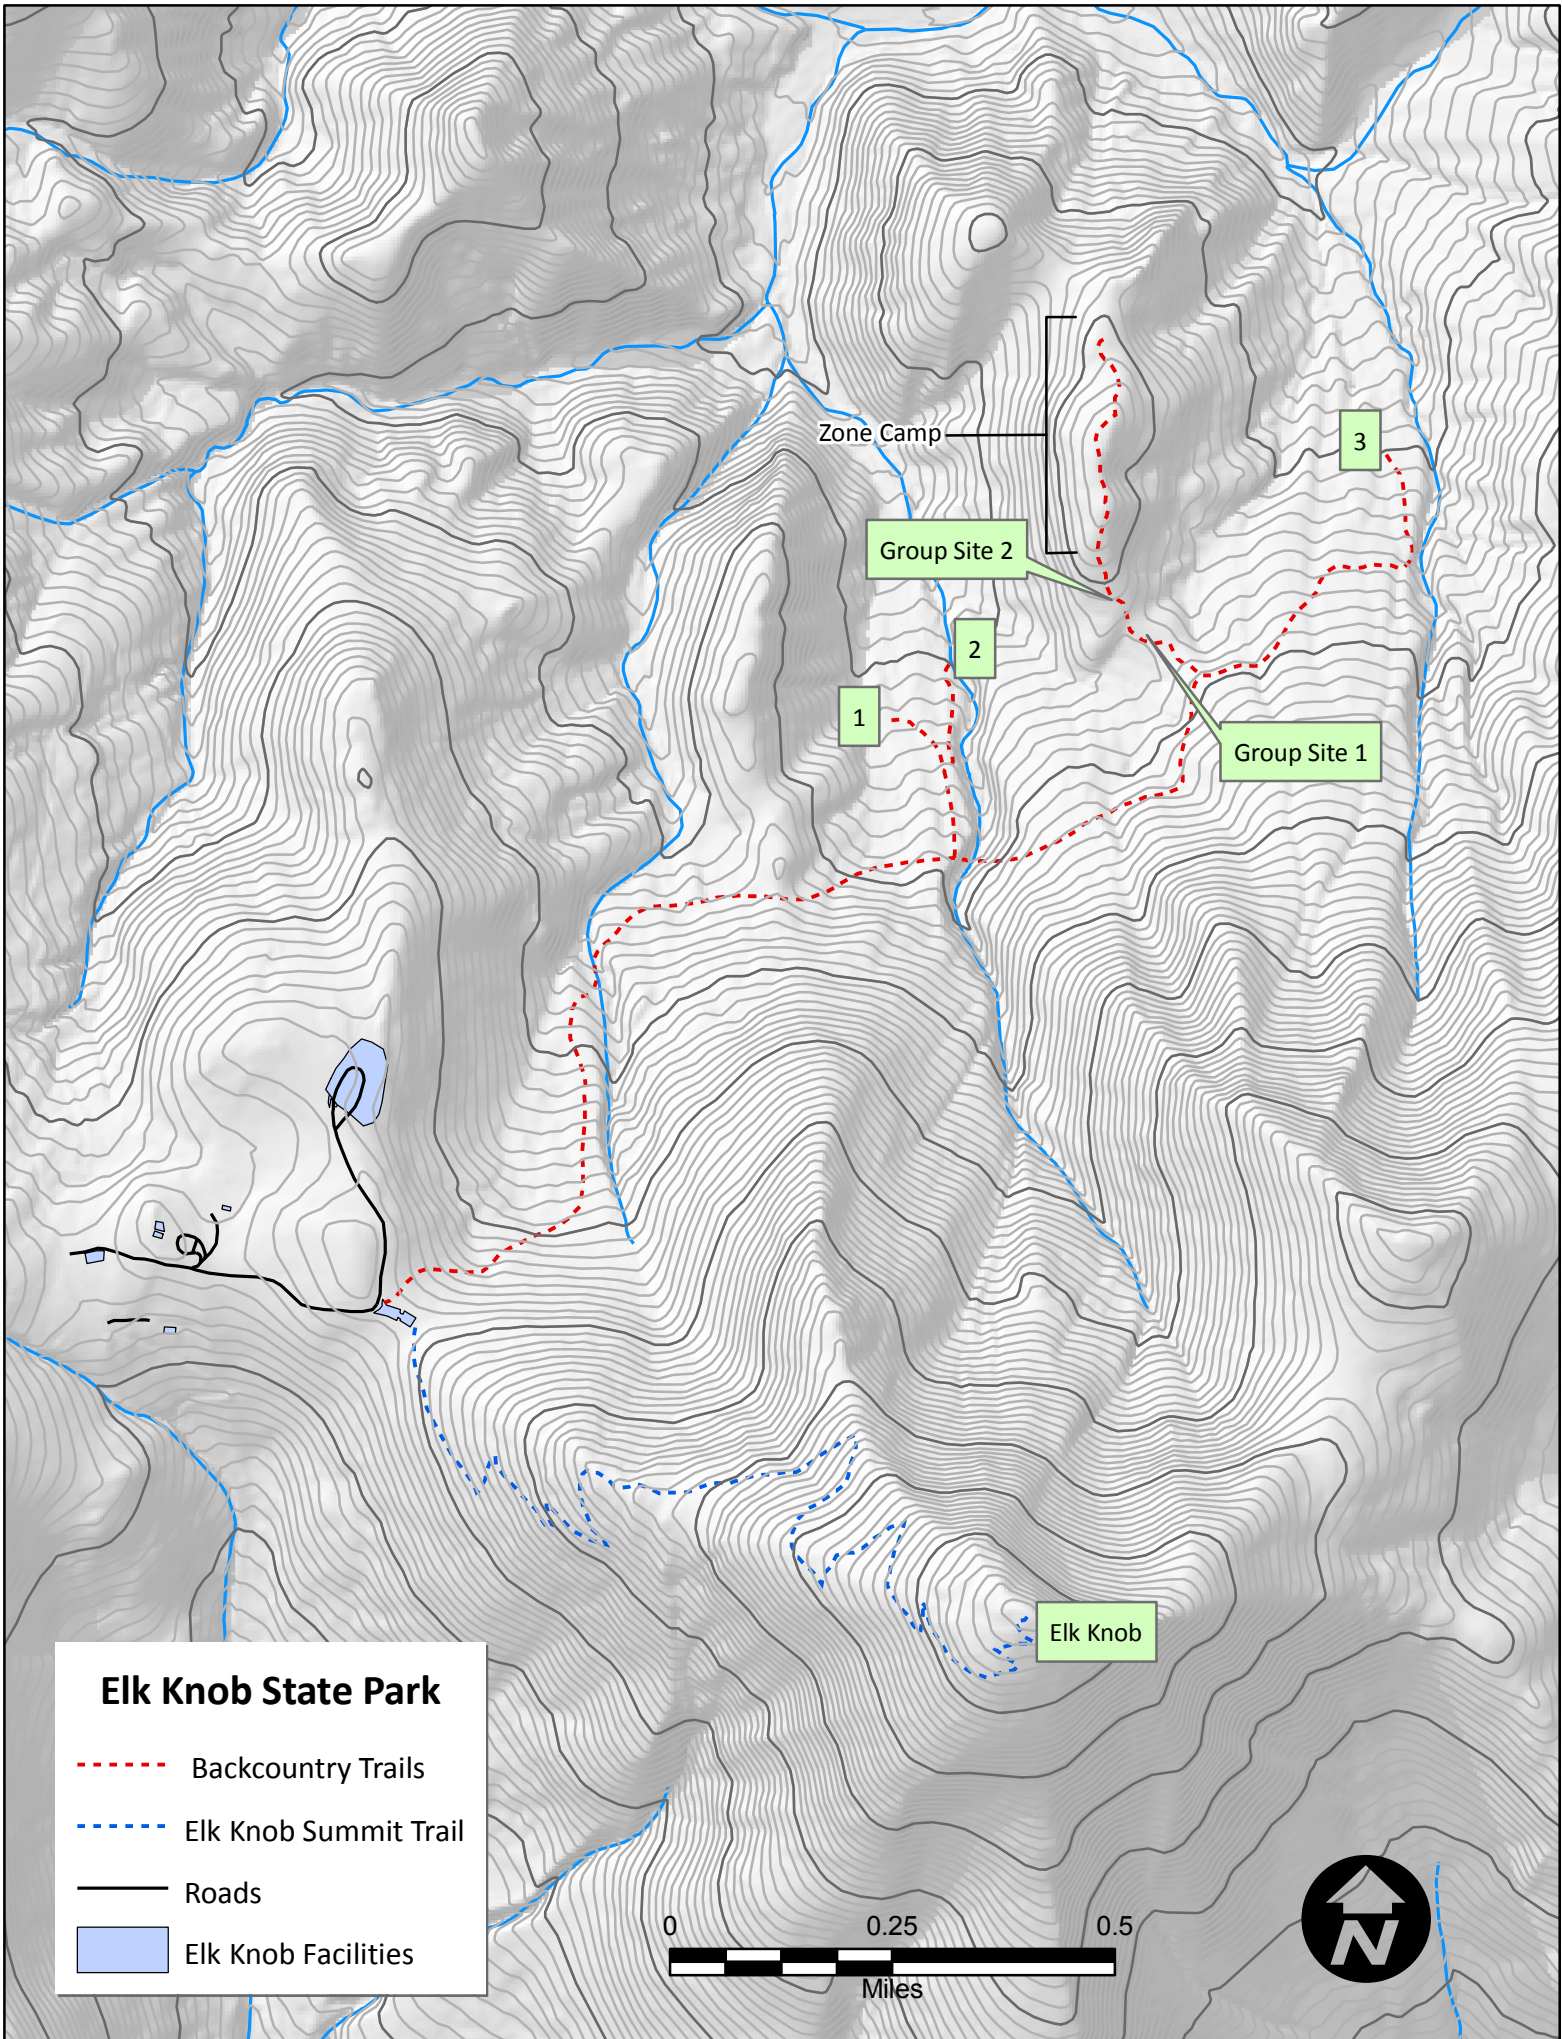 Zone Camp
3
Group Site 2
2
1
Group Site 1
Elk Knob
Elk Knob State Park
Backcountry Trails
Elk Knob Summit Trail
Roads
Elk Knob Facilities
0 0.25 0.5
Miles
N